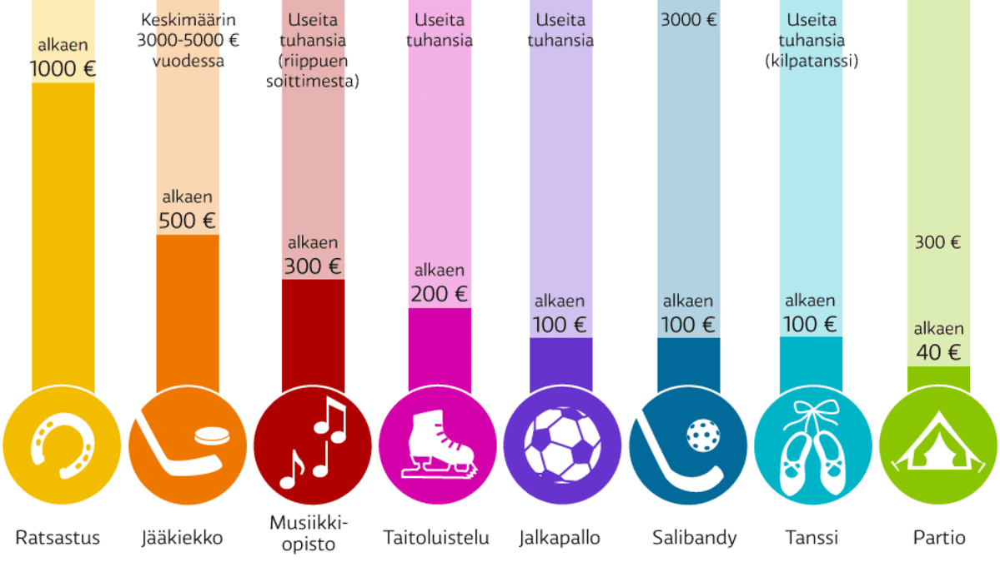 alkaen
1000 €
Keskimäärin
3000-5000 €
vuodessa
alkaen
500 €
Useita
tuhansia
(riippuen
soittimesta)
alkaen
300 €
Useita
tuhansia
alkaen
200 €
Useita
tuhansia
alkaen
100 €
3000 €
alkaen
100 €
Useita
tuhansia
(kilpatanssi)
alkaen
100 €
300 €
alkaen
40 €
Ratsastus
Jääkiekko
Musiikki-
opisto
Taitoluistelu
Jalkapallo
Salibandy
Tanssi
Partio